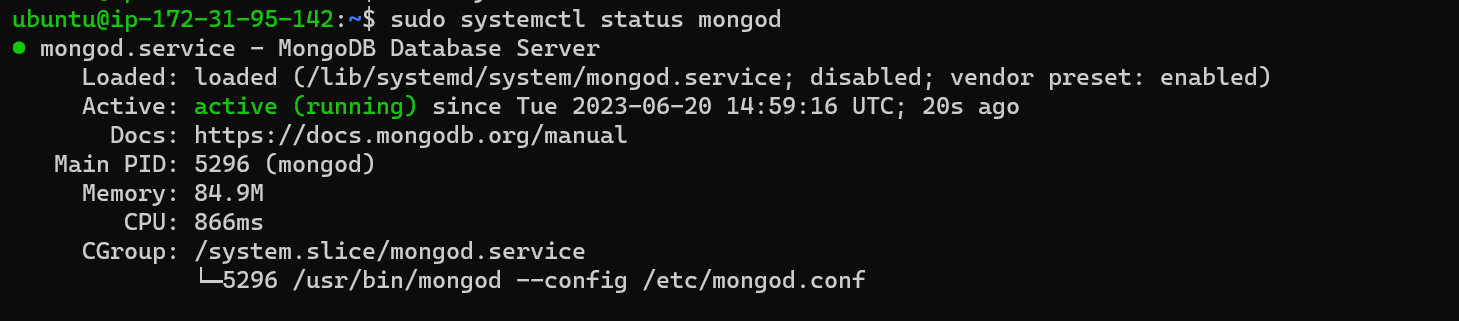 ubuntu@ip-172-31-95-142:~$ sudo systemctl status mongod
● mongod.service - MongoDB Database Server
     Loaded: loaded (/lib/systemd/system/mongod.service; disabled; vendor preset: enabled)
     Active: active (running) since Tue 2023-06-20 14:59:16 UTC; 20s ago
       Docs: https://docs.mongodb.org/manual
   Main PID: 5296 (mongod)
     Memory: 84.9M
        CPU: 866ms
     CGroup: /system.slice/mongod.service
             └─5296 /usr/bin/mongod --config /etc/mongod.conf